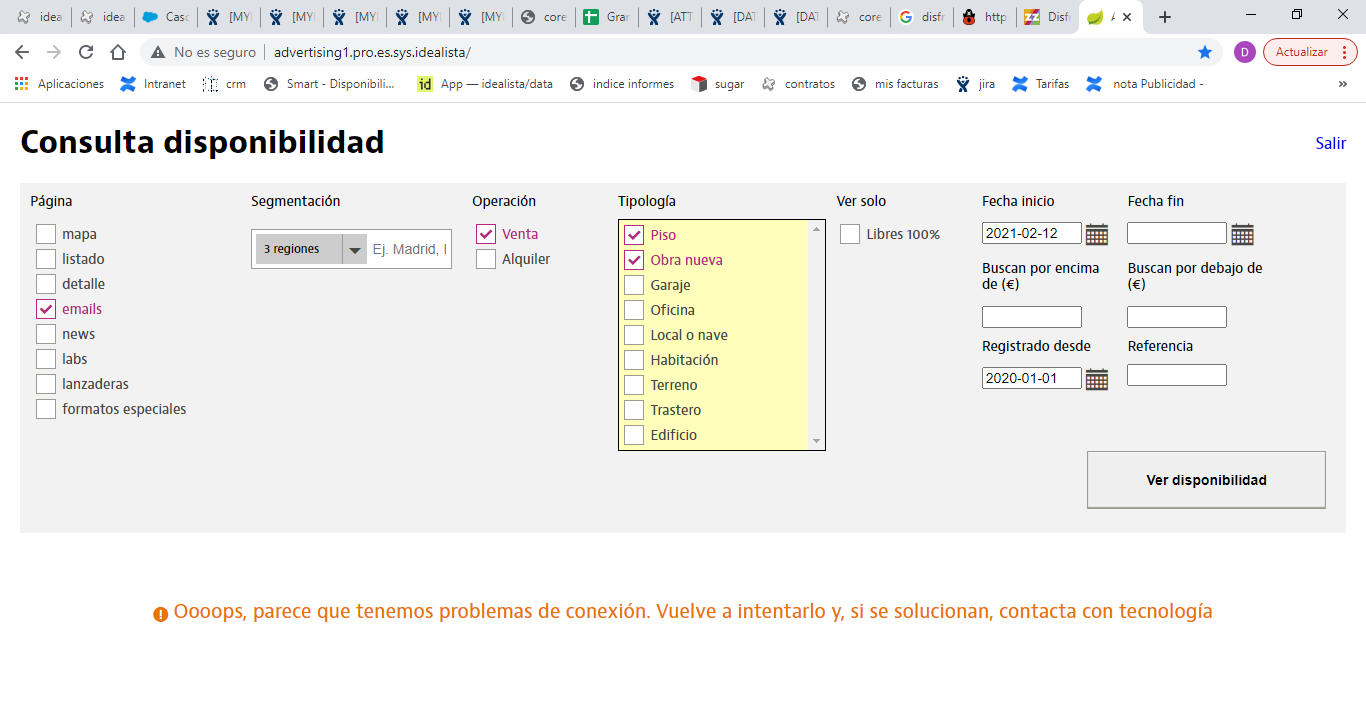 idea
idea
Casc
[MY
[MY
[MY
[MY
[MY
core
Gra
[ATT
[DAT
[DAT
core
disfr
http
Disf
No es seguro | advertising1.pro.es.sys.idealista/
D
Actualizar
Aplicaciones Intranet crm Smart - Disponibili... id App — idealista/data indice informes sugar contratos mis facturas jira Tarifas nota Publicidad - »
Consulta disponibilidad
Salir
Página
mapa
listado
detalle
emails
news
labs
lanzaderas
formatos especiales
Segmentación
3 regiones
Ej. Madrid,
Operación
Venta
Alquiler
Tipología
Piso
Obra nueva
Garaje
Oficina
Local o nave
Habitación
Terreno
Trastero
Edificio
Ver solo
Libres 100%
Fecha inicio
2021-02-12
Fecha fin
Buscan por encima
de (€)
Buscan por debajo de
(€)
Registrado desde
2020-01-01
Referencia
Ver disponibilidad
Oooops, parece que tenemos problemas de conexión. Vuelve a intentarlo y, si se solucionan, contacta con tecnología